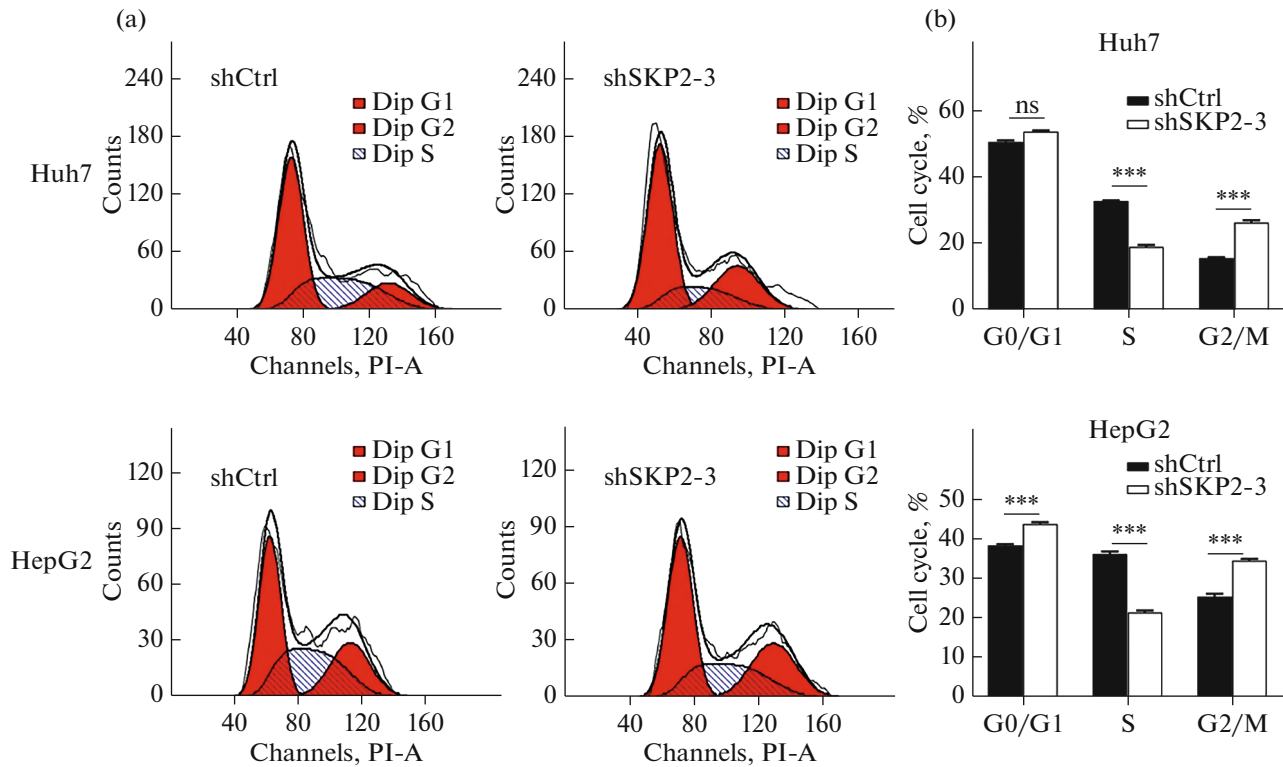 (a)
Huh7
shCtrl
Dip G1
Dip G2
Dip S
Counts
240
180
120
60
0
40 80 120 160
Channels, PI-A
shSKP2-3
Dip G1
Dip G2
Dip S
Counts
240
180
120
60
0
40 80 120 160
Channels, PI-A
HepG2
shCtrl
Dip G1
Dip G2
Dip S
Counts
120
90
60
30
0
40 80 120 160
Channels, PI-A
shSKP2-3
Dip G1
Dip G2
Dip S
Counts
120
90
60
30
0
40 80 120 160
Channels, PI-A
(b)
Huh7
shCtrl
shSKP2-3
Cell cycle, %
80
60
40
20
0
ns
***
***
G0/G1 S G2/M
HepG2
shCtrl
shSKP2-3
Cell cycle, %
50
40
30
20
10
0
***
***
***
G0/G1 S G2/M